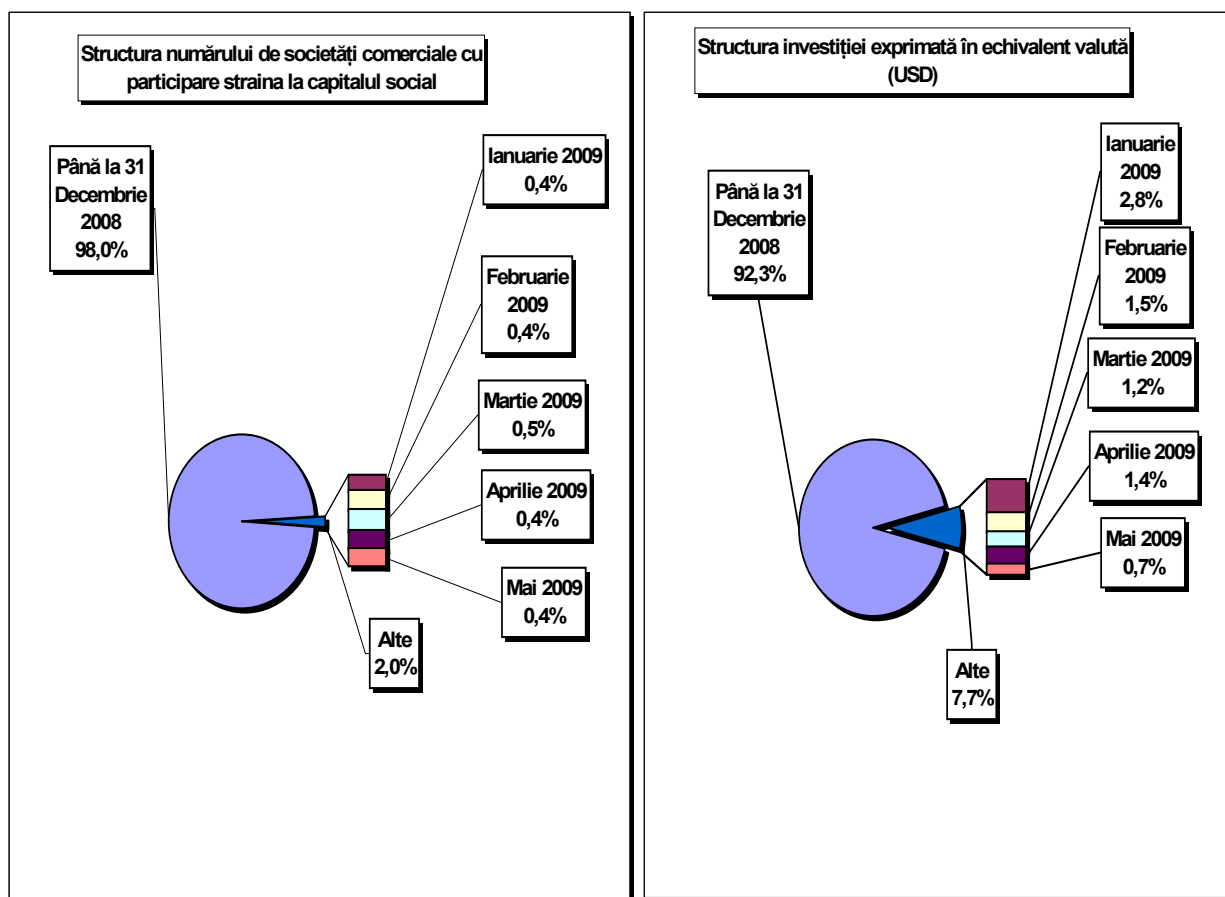 Structura numărului de societăți comerciale cu
participare straina la capitalul social
Până la 31
Decembrie
2008
98,0%
Ianuarie 2009
0,4%
Februarie
2009
0,4%
Martie 2009
0,5%
Aprilie 2009
0,4%
Mai 2009
0,4%
Alte
2,0%
Structura investiției exprimată în echivalent valută
(USD)
Până la 31
Decembrie
2008
92,3%
Ianuarie
2009
2,8%
Februarie
2009
1,5%
Martie 2009
1,2%
Aprilie 2009
1,4%
Mai 2009
0,7%
Alte
7,7%